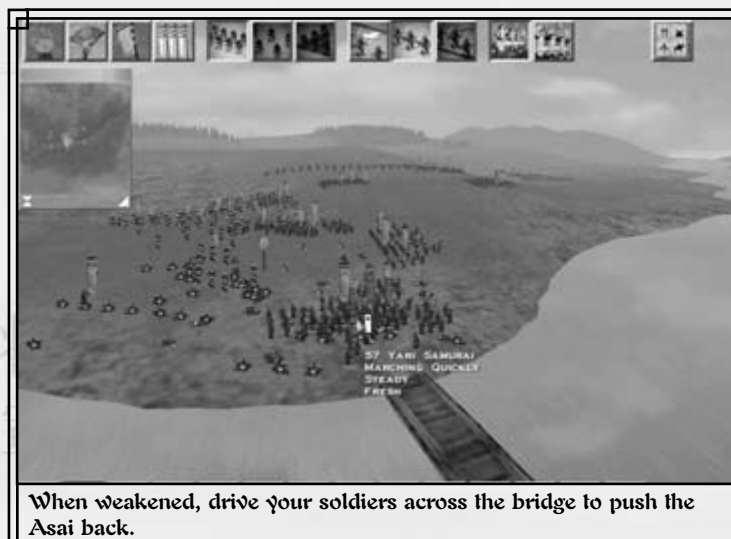 57 YARI SAMURAI
MARCHING QUICKLY
STEADY
FRESH
When weakened, drive your soldiers across the bridge to push the
Asai back.